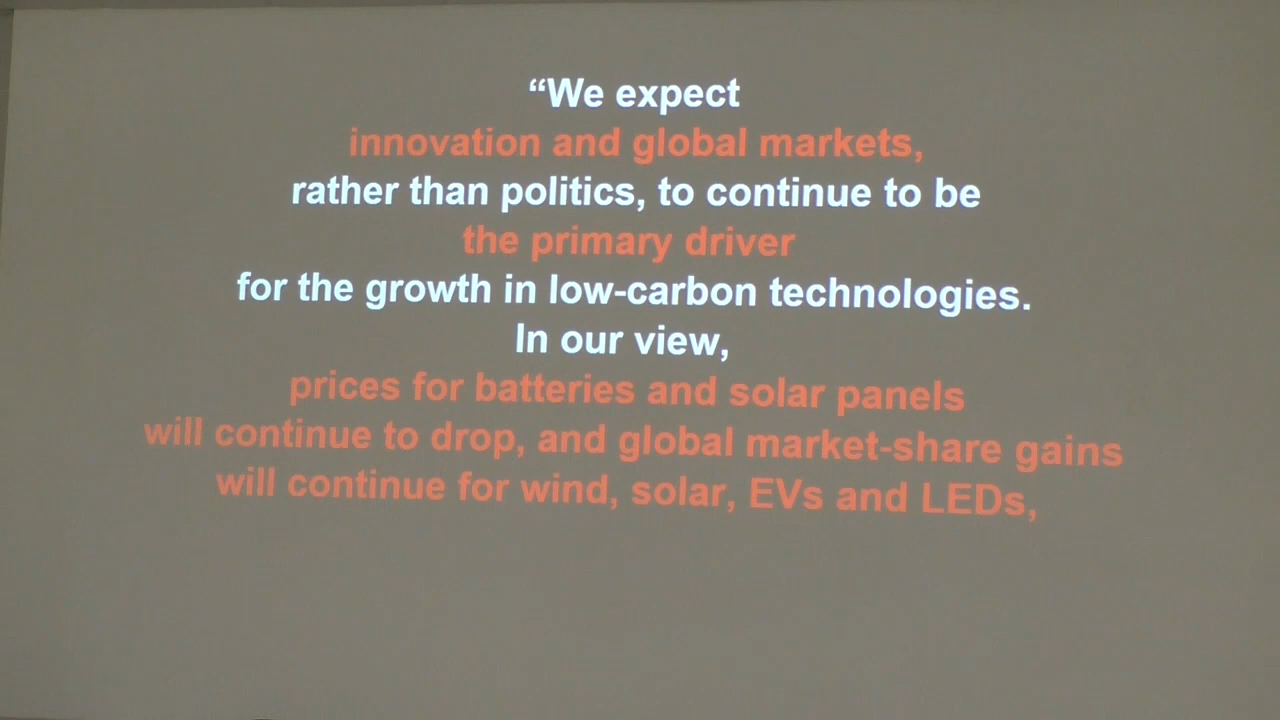 “We expect
innovation and global markets,
rather than politics, to continue to be
the primary driver
for the growth in low-carbon technologies.
In our view,
prices for batteries and solar panels
will continue to drop, and global market-share gains
will continue for wind, solar, EVs and LEDs,